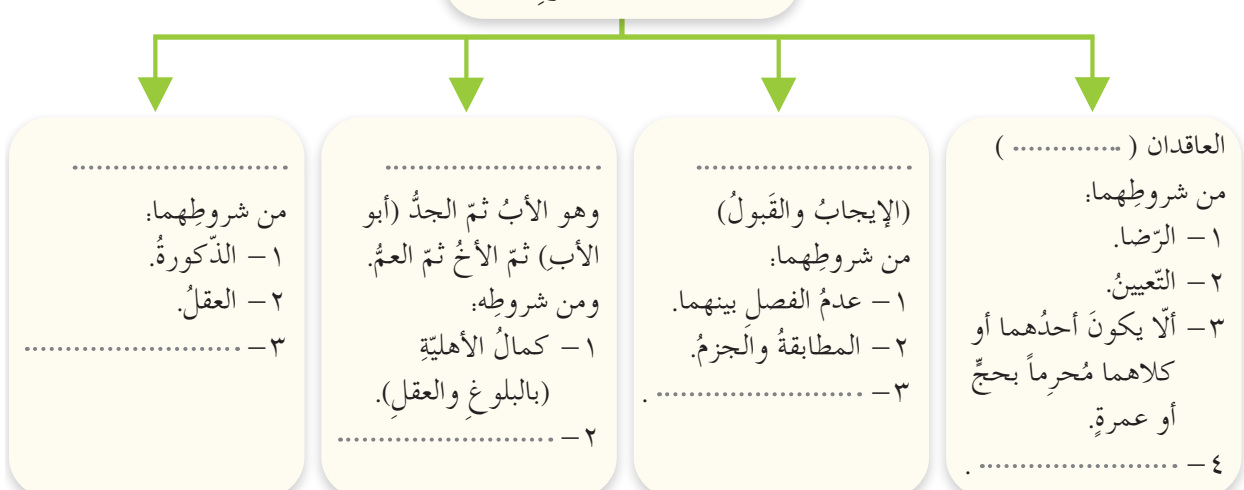 العاقدان ( .............. )
من شروطِهما:
١ – الرّضا.
٢ – التّعيينُ.
٣ – ألّا يكونَ أحدُهما أو
كلاهما مُحرِماً بحجٍّ
أو عمرةٍ.
٤ – ......................... .
...........................
(الإيجابُ والقَبولُ)
من شروطِهما:
١ – عدمُ الفصلِ بينهما.
٢ – المطابقةُ والجزمُ.
٣ – ......................... .
...........................
وهو الأبُ ثمّ الجدُّ (أبو
الأبِ) ثمّ الأخُ ثمّ العمُّ.
ومن شروطِه:
١ – كمالُ الأهليّةِ
(بالبلوغِ والعقلِ).
٢ – ...........................
...........................
من شروطِهما:
١ – الذّكورةُ.
٢ – العقلُ.
٣ – ...........................